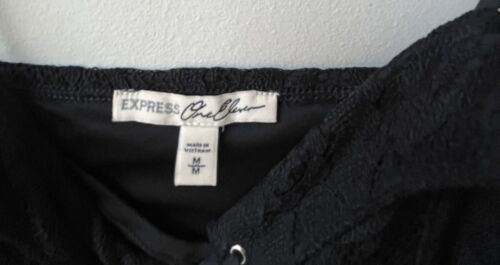 EXPRESS One Eleven
MADE IN
VIETNAM
M
M